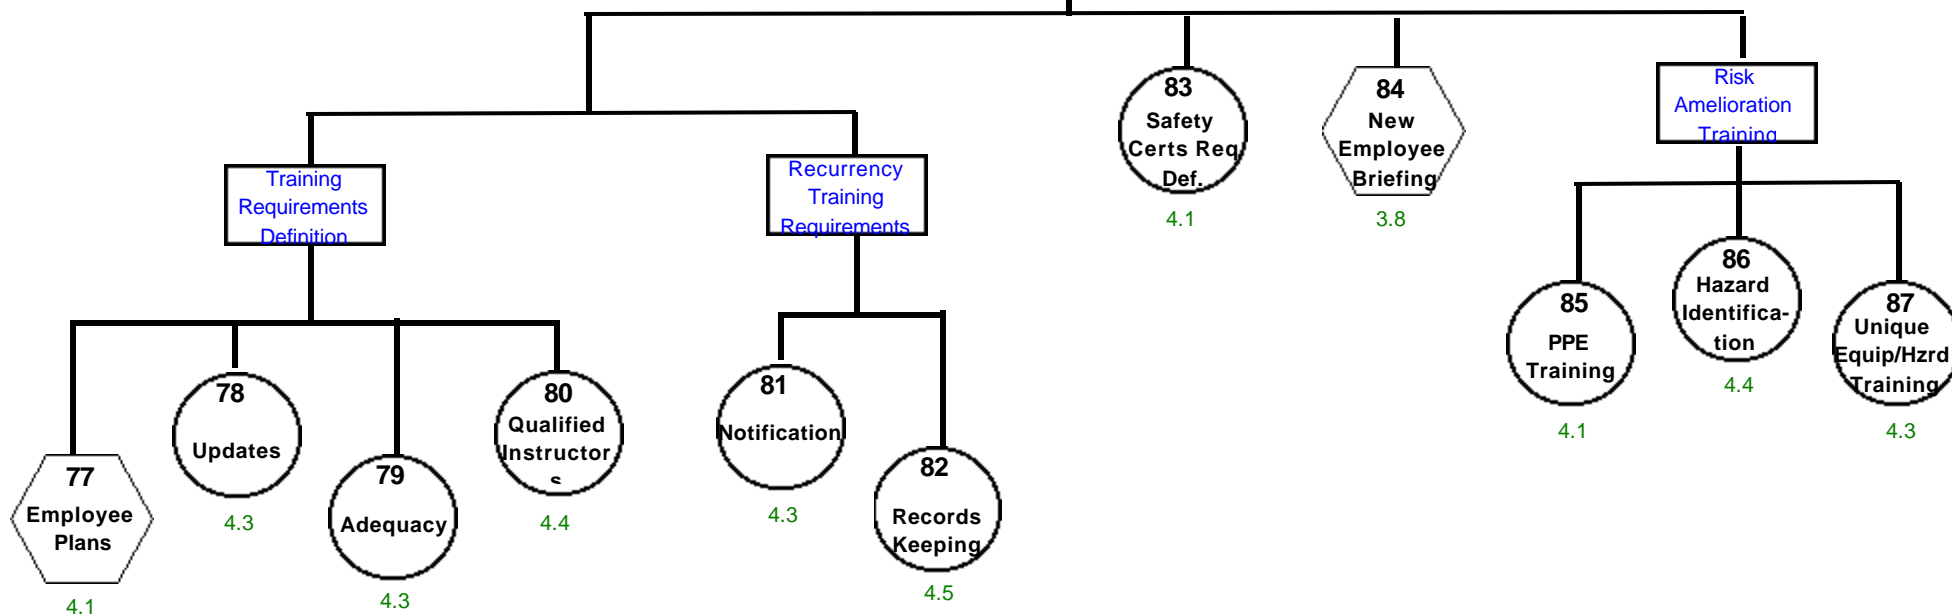 83
Safety
Certs Req
Def.
4.1
84
New
Employee
Briefing
3.8
Risk
Amelioration
Training
Training
Requirements
Definition
Recurrency
Training
Requirements
85
PPE
Training
4.1
86
Hazard
Identifica-
tion
4.4
87
Unique
Equip/Hzrd
Training
4.3
77
Employee
Plans
4.1
78
Updates
4.3
79
Adequacy
4.3
80
Qualified
Instructor
s
4.4
81
Notification
4.3
82
Records
Keeping
4.5